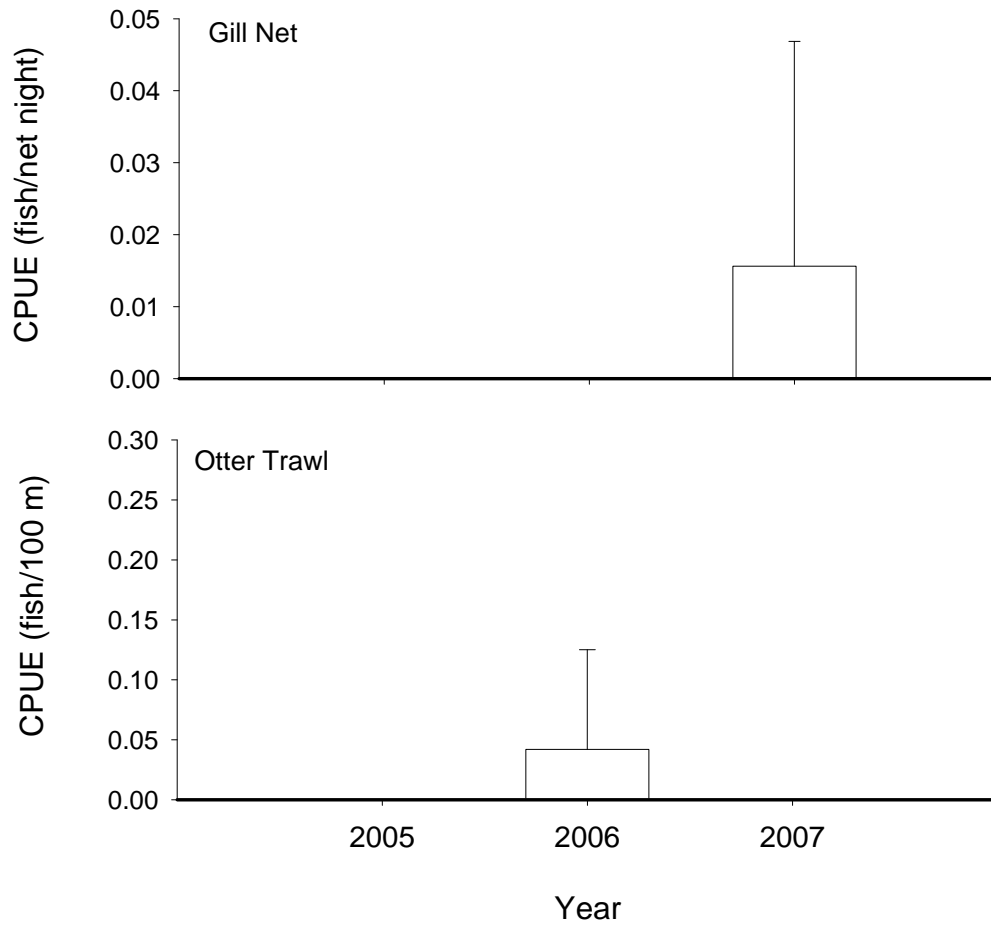 Gill Net
CPUE (fish/net night)
0.05
0.04
0.03
0.02
0.01
0.00
Otter Trawl
CPUE (fish/100 m)
0.30
0.25
0.20
0.15
0.10
0.05
0.00
2005 2006 2007
Year